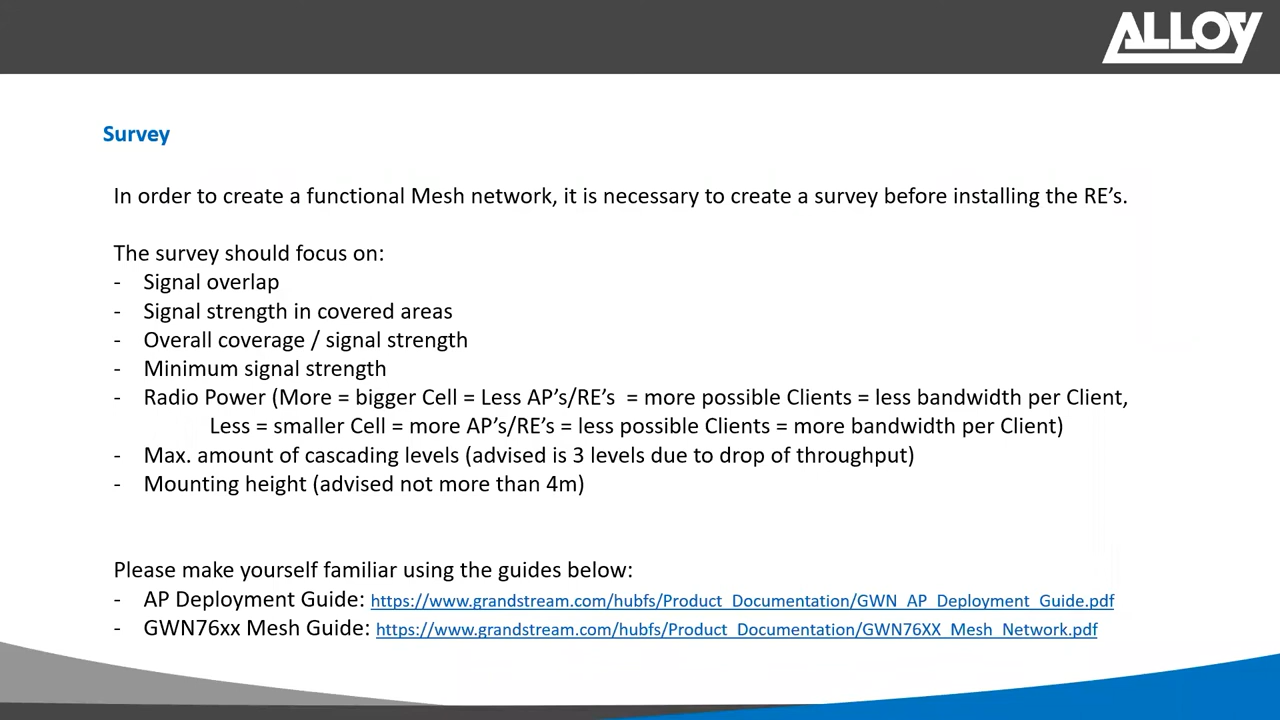 ALLOY
Survey
In order to create a functional Mesh network, it is necessary to create a survey before installing the RE’s.
The survey should focus on:
- Signal overlap
- Signal strength in covered areas
- Overall coverage / signal strength
- Minimum signal strength
- Radio Power (More = bigger Cell = Less AP’s/RE’s = more possible Clients = less bandwidth per Client,
Less = smaller Cell = more AP’s/RE’s = less possible Clients = more bandwidth per Client)
- Max. amount of cascading levels (advised is 3 levels due to drop of throughput)
- Mounting height (advised not more than 4m)
Please make yourself familiar using the guides below:
- AP Deployment Guide: https://www.grandstream.com/hubfs/Product_Documentation/GWN_AP_Deployment_Guide.pdf
- GWN76xx Mesh Guide: https://www.grandstream.com/hubfs/Product_Documentation/GWN76XX_Mesh_Network.pdf